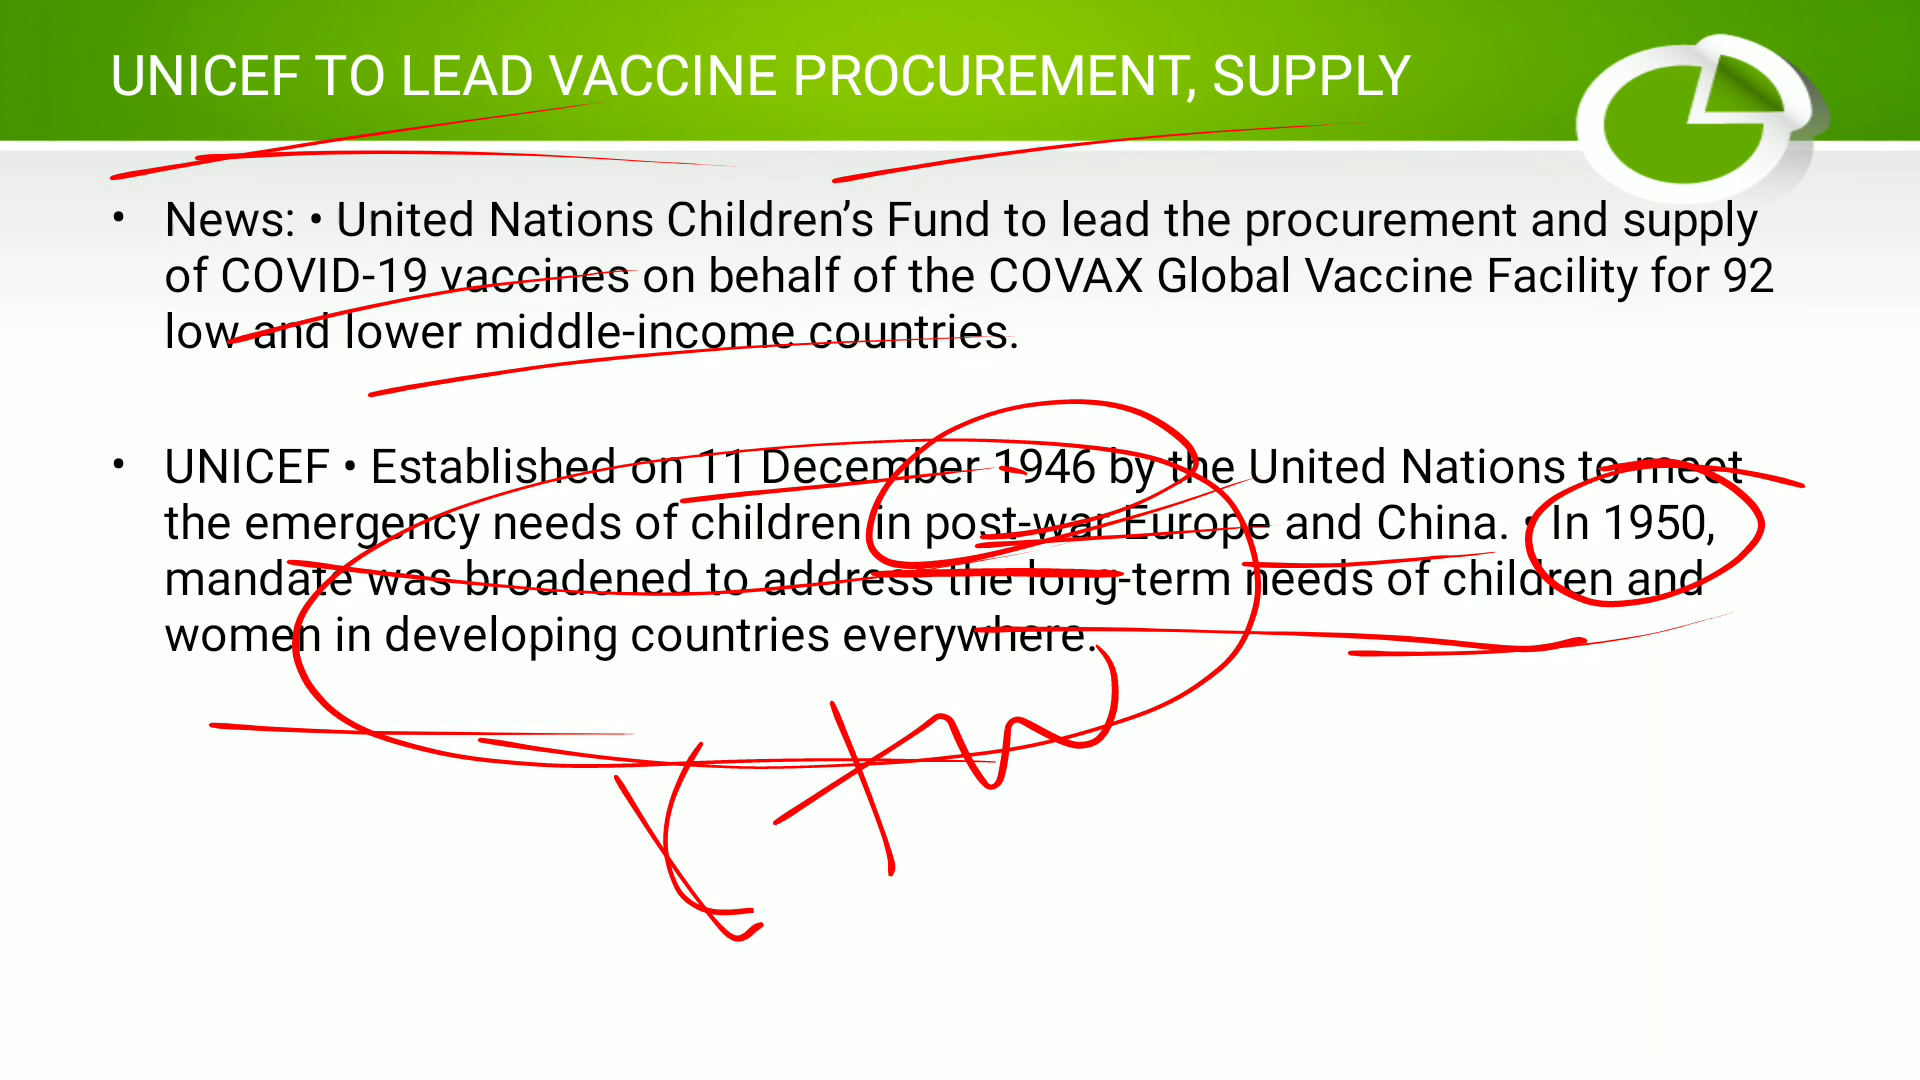 UNICEF TO LEAD VACCINE PROCUREMENT, SUPPLY
• News: • United Nations Children’s Fund to lead the procurement and supply
of COVID-19 vaccines on behalf of the COVAX Global Vaccine Facility for 92
low and lower middle-income countries.
• UNICEF • Established on 11 December 1946 by the United Nations to meet
the emergency needs of children in post-war Europe and China. • In 1950,
mandate was broadened to address the long-term needs of children and
women in developing countries everywhere.